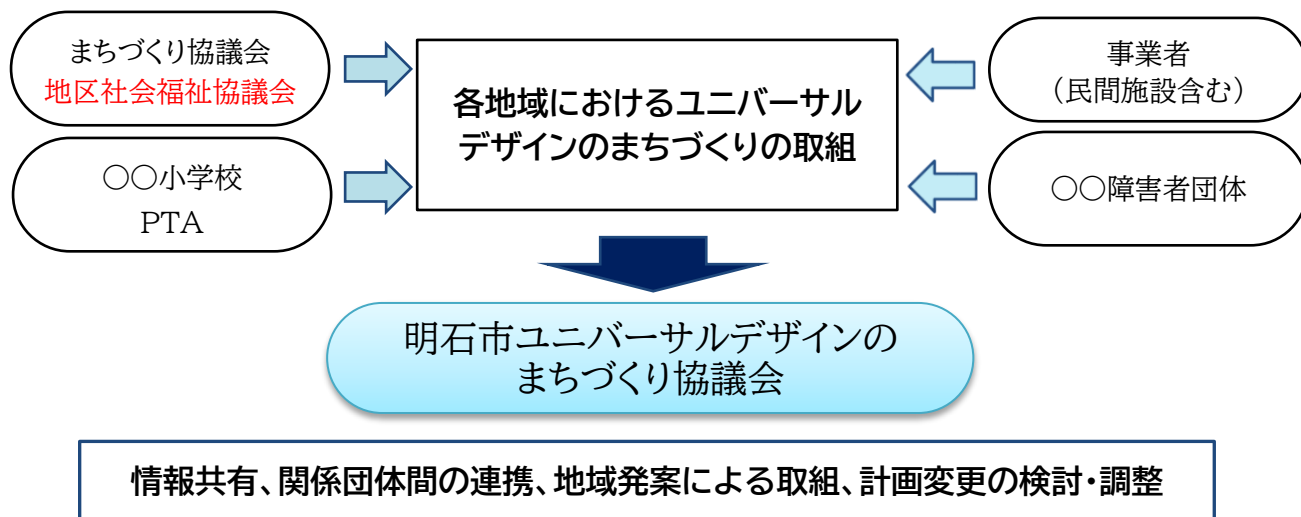 まちづくり協議会
地区社会福祉協議会
〇〇小学校
PTA
各地域におけるユニバーサル
デザインのまちづくりの取組
事業者
（民間施設含む）
〇〇障害者団体
明石市ユニバーサルデザインの
まちづくり協議会
情報共有、関係団体間の連携、地域発案による取組、計画変更の検討・調整